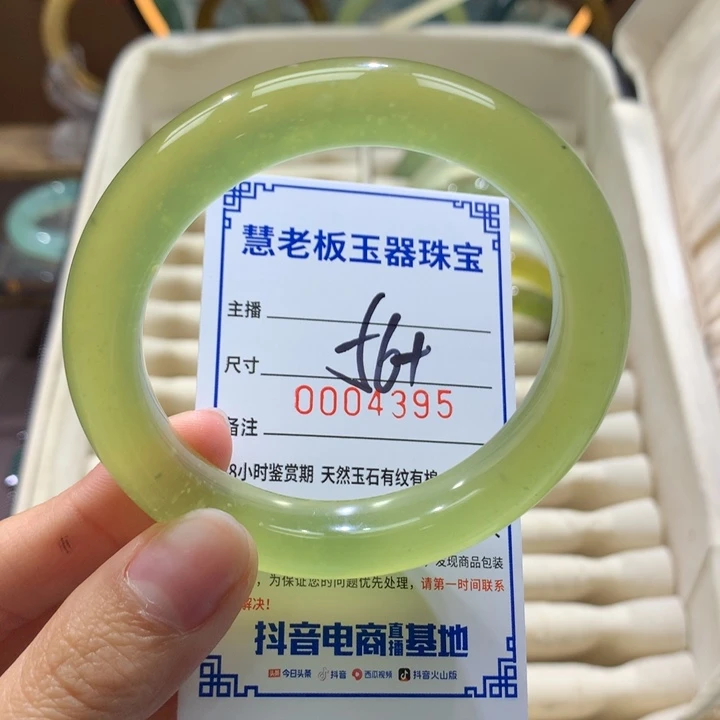 慧老板玉器珠宝
主播
尺寸 56+
0004395
备注
8小时鉴赏期 天然玉石有纹有棉
发现商品包装
，为保证您的问题优先处理，请第一时间联系
解决！
抖音电商直播基地
头条 今日头条 抖音 西瓜视频 抖音火山版